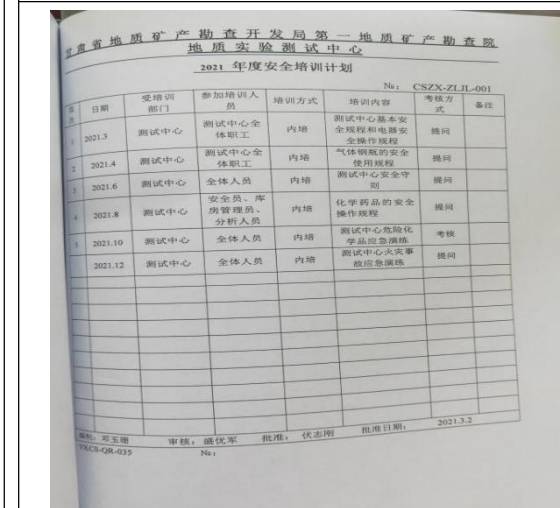 甘肃省地质矿产勘查开发局第一地质矿产勘查院
地质实验测试中心
2021 年度安全培训计划
No: CSZX-ZLJL-001
日期 受培训部门 参加培训人员 培训方式 培训内容 考核方式 备注
1 2021.3 测试中心 测试中心全体职工 内培 测试中心基本安全规程和电器安全操作规程 提问
2 2021.4 测试中心 测试中心全体职工 内培 气体钢瓶的安全使用规程 提问
3 2021.6 测试中心 全体人员 内培 测试中心安全守则 提问
4 2021.8 测试中心 安全员、库房管理员、分析人员 内培 化学药品的安全操作规程 提问
5 2021.10 测试中心 全体人员 内培 测试中心危险化学品应急演练 考核
2021.12 测试中心 全体人员 内培 测试中心火灾事故应急演练 提问
邓玉珊 审核: 盛优军 批准: 伏志刚 批准日期: 2021.3.2
YKCS-QR-035 No: